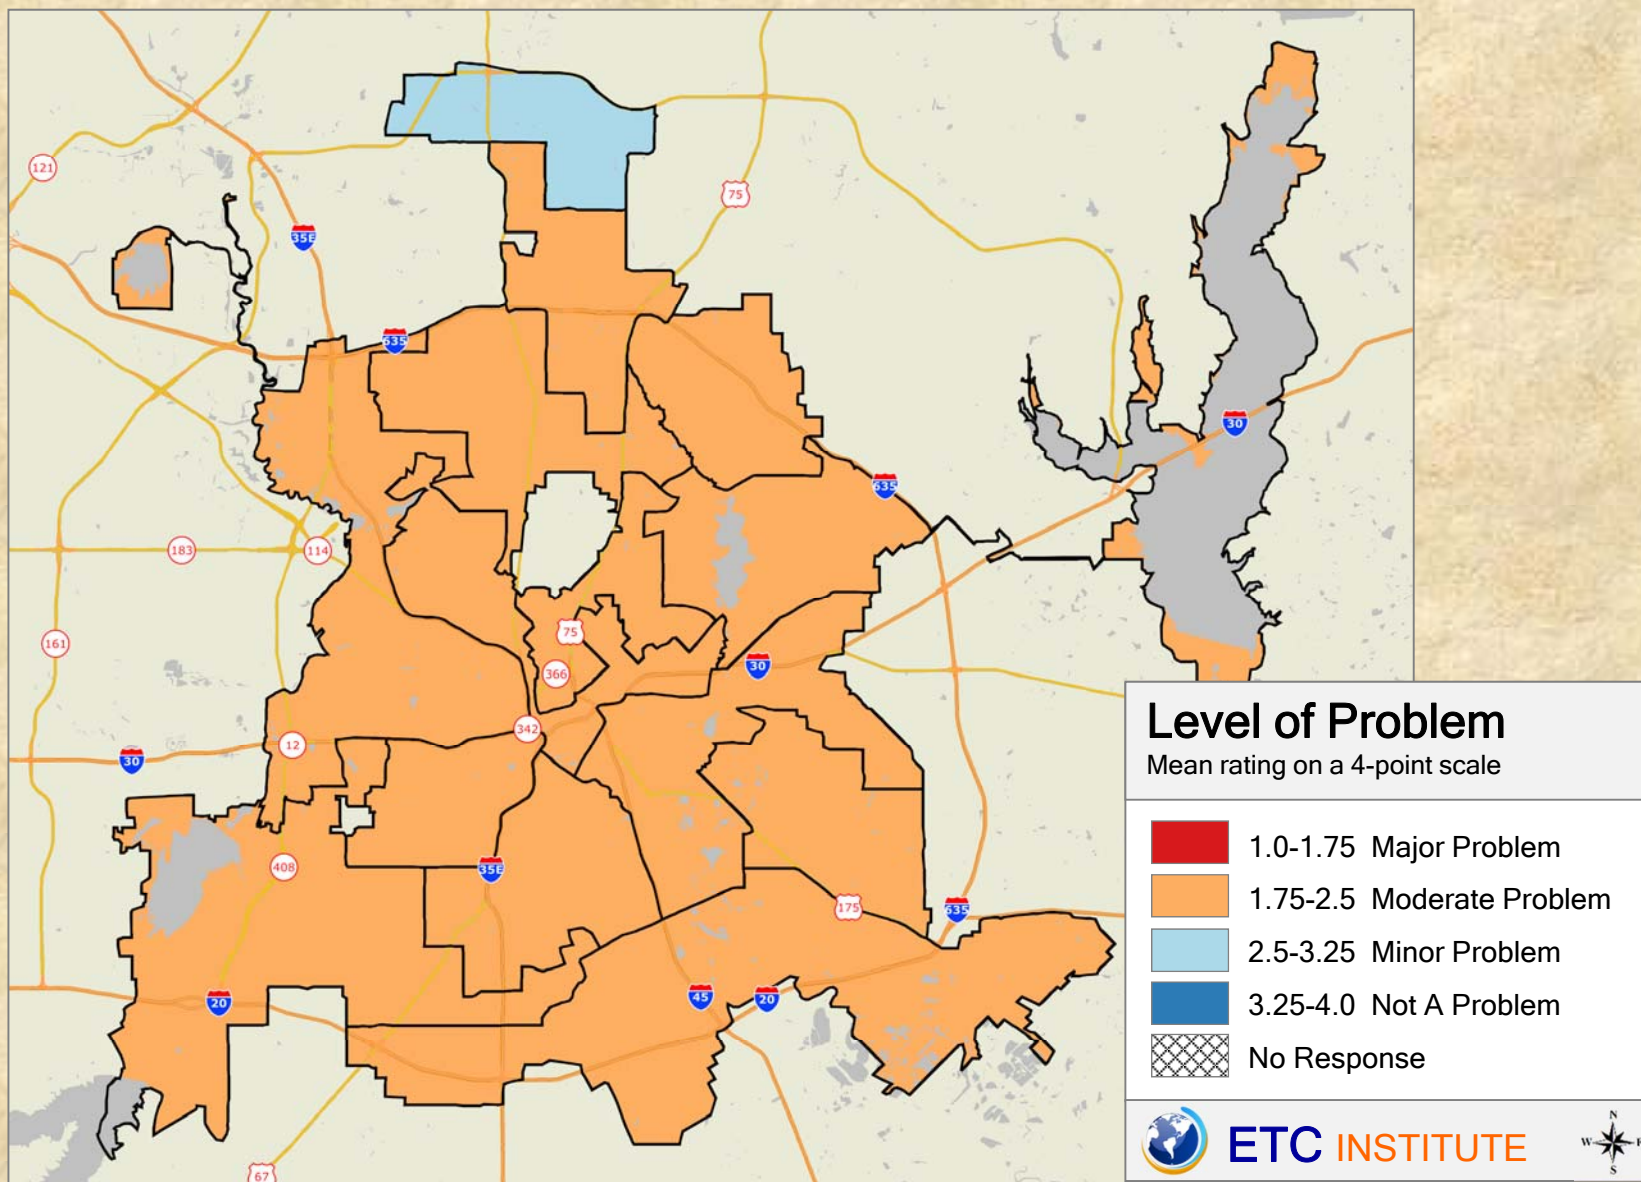 121
35E
75
635
30
635
183
114
161
75
366
30
342
12
30
408
35E
175
635
20
45
20
67
Level of Problem
Mean rating on a 4-point scale
1.0-1.75 Major Problem
1.75-2.5 Moderate Problem
2.5-3.25 Minor Problem
3.25-4.0 Not A Problem
No Response
ETC INSTITUTE
N
W
S